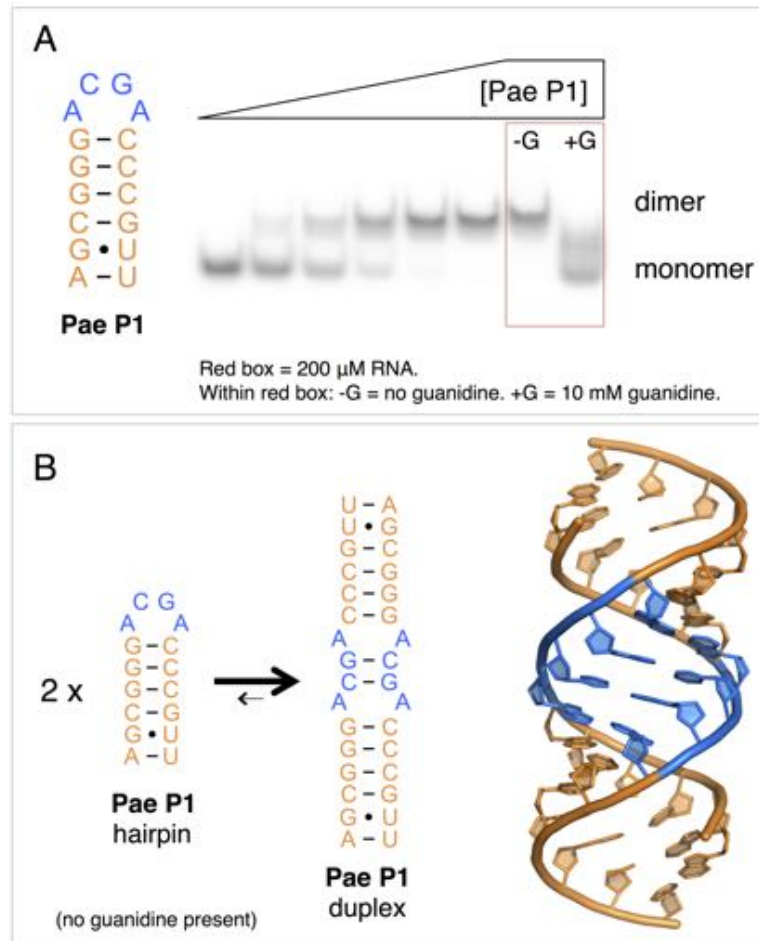 A
C G
A A
G – C
G – C
G – C
C – G
G • U
A – U
Pae P1
[Pae P1]
-G +G
dimer
monomer
Red box = 200 µM RNA.
Within red box: -G = no guanidine. +G = 10 mM guanidine.
B
2 x
C G
A A
G – C
G – C
G – C
C – G
G • U
A – U
Pae P1
hairpin
(no guanidine present)
U – A
U • G
G – C
C – G
C – G
C – G
A A
G – C
C – G
A A
G – C
G – C
G – C
C – G
G • U
A – U
Pae P1
duplex